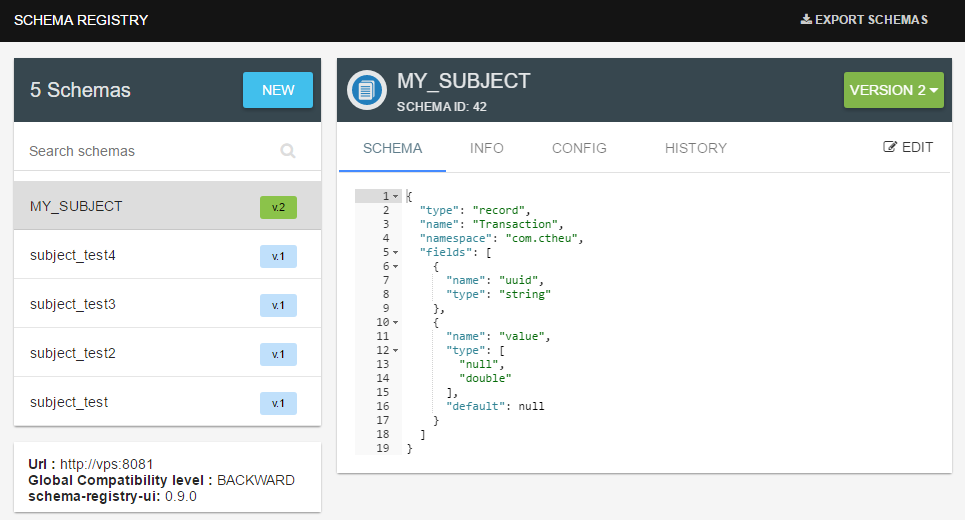 SCHEMA REGISTRY
EXPORT SCHEMAS
5 Schemas
NEW
Search schemas
MY_SUBJECT
v.2
subject_test4
v.1
subject_test3
v.1
subject_test2
v.1
subject_test
v.1
Url : http://vps:8081
Global Compatibility level : BACKWARD
schema-registry-ui: 0.9.0
MY_SUBJECT
SCHEMA ID: 42
VERSION 2
SCHEMA INFO CONFIG HISTORY EDIT
1 {
2 "type": "record",
3 "name": "Transaction",
4 "namespace": "com.ctheu",
5 "fields": [
6 {
7 "name": "uuid",
8 "type": "string"
9 },
10 {
11 "name": "value",
12 "type": [
13 "null",
14 "double"
15 ],
16 "default": null
17 }
18 ]
19 }